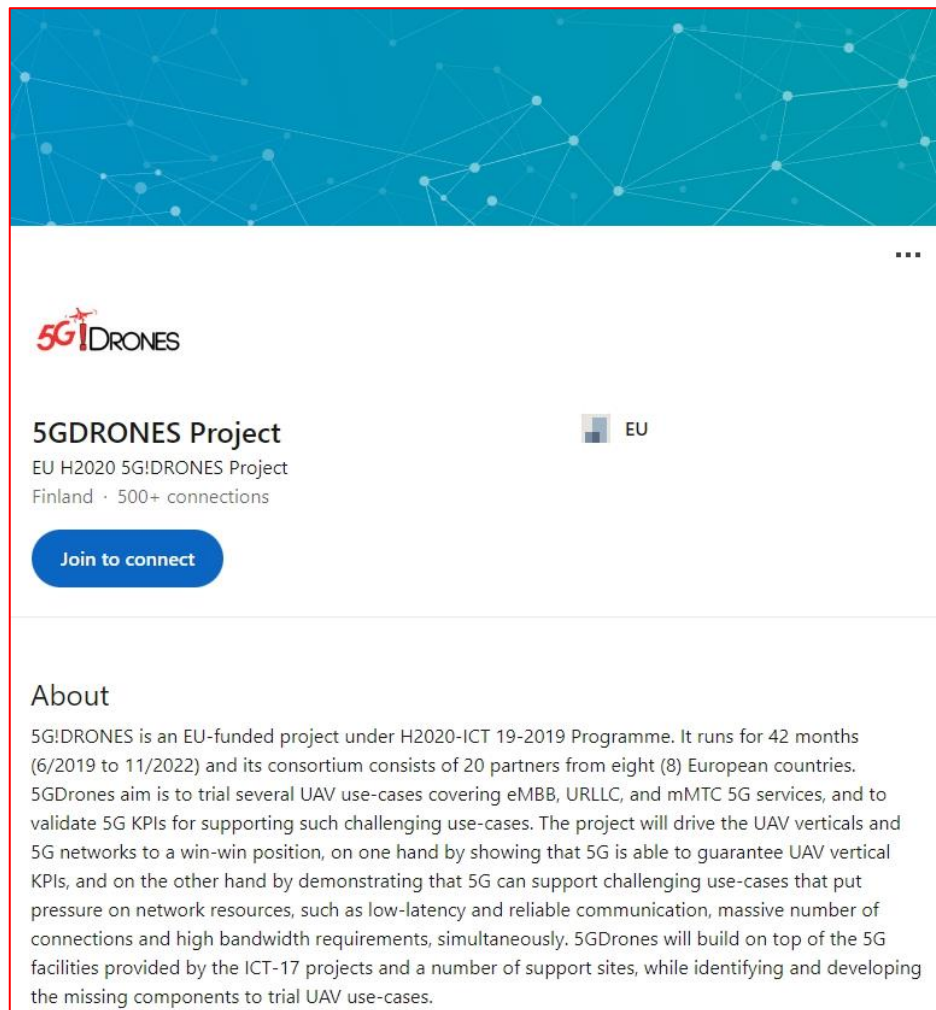 5G!DRONES
5GDRONES Project
EU
EU H2020 5G!DRONES Project
Finland · 500+ connections
Join to connect
About
5G!DRONES is an EU-funded project under H2020-ICT 19-2019 Programme. It runs for 42 months
(6/2019 to 11/2022) and its consortium consists of 20 partners from eight (8) European countries.
5GDrones aim is to trial several UAV use-cases covering eMBB, URLLC, and mMTC 5G services, and to
validate 5G KPIs for supporting such challenging use-cases. The project will drive the UAV verticals and
5G networks to a win-win position, on one hand by showing that 5G is able to guarantee UAV vertical
KPIs, and on the other hand by demonstrating that 5G can support challenging use-cases that put
pressure on network resources, such as low-latency and reliable communication, massive number of
connections and high bandwidth requirements, simultaneously. 5GDrones will build on top of the 5G
facilities provided by the ICT-17 projects and a number of support sites, while identifying and developing
the missing components to trial UAV use-cases.